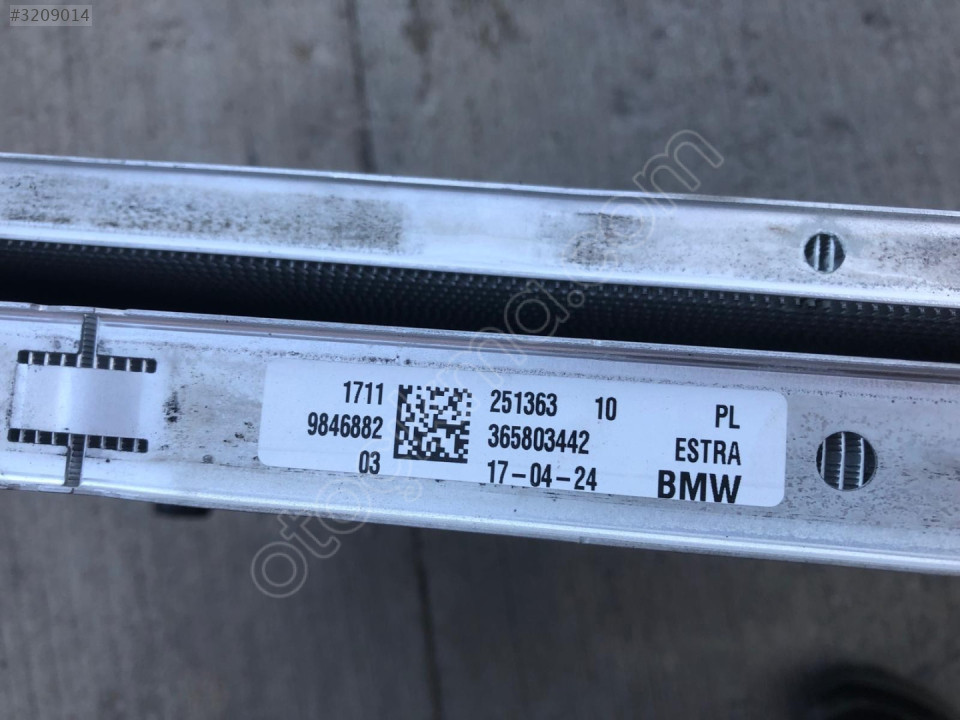 #3209014
1711 251363 10 PL
9846882 365803442 ESTRA
03 17-04-24 BMW